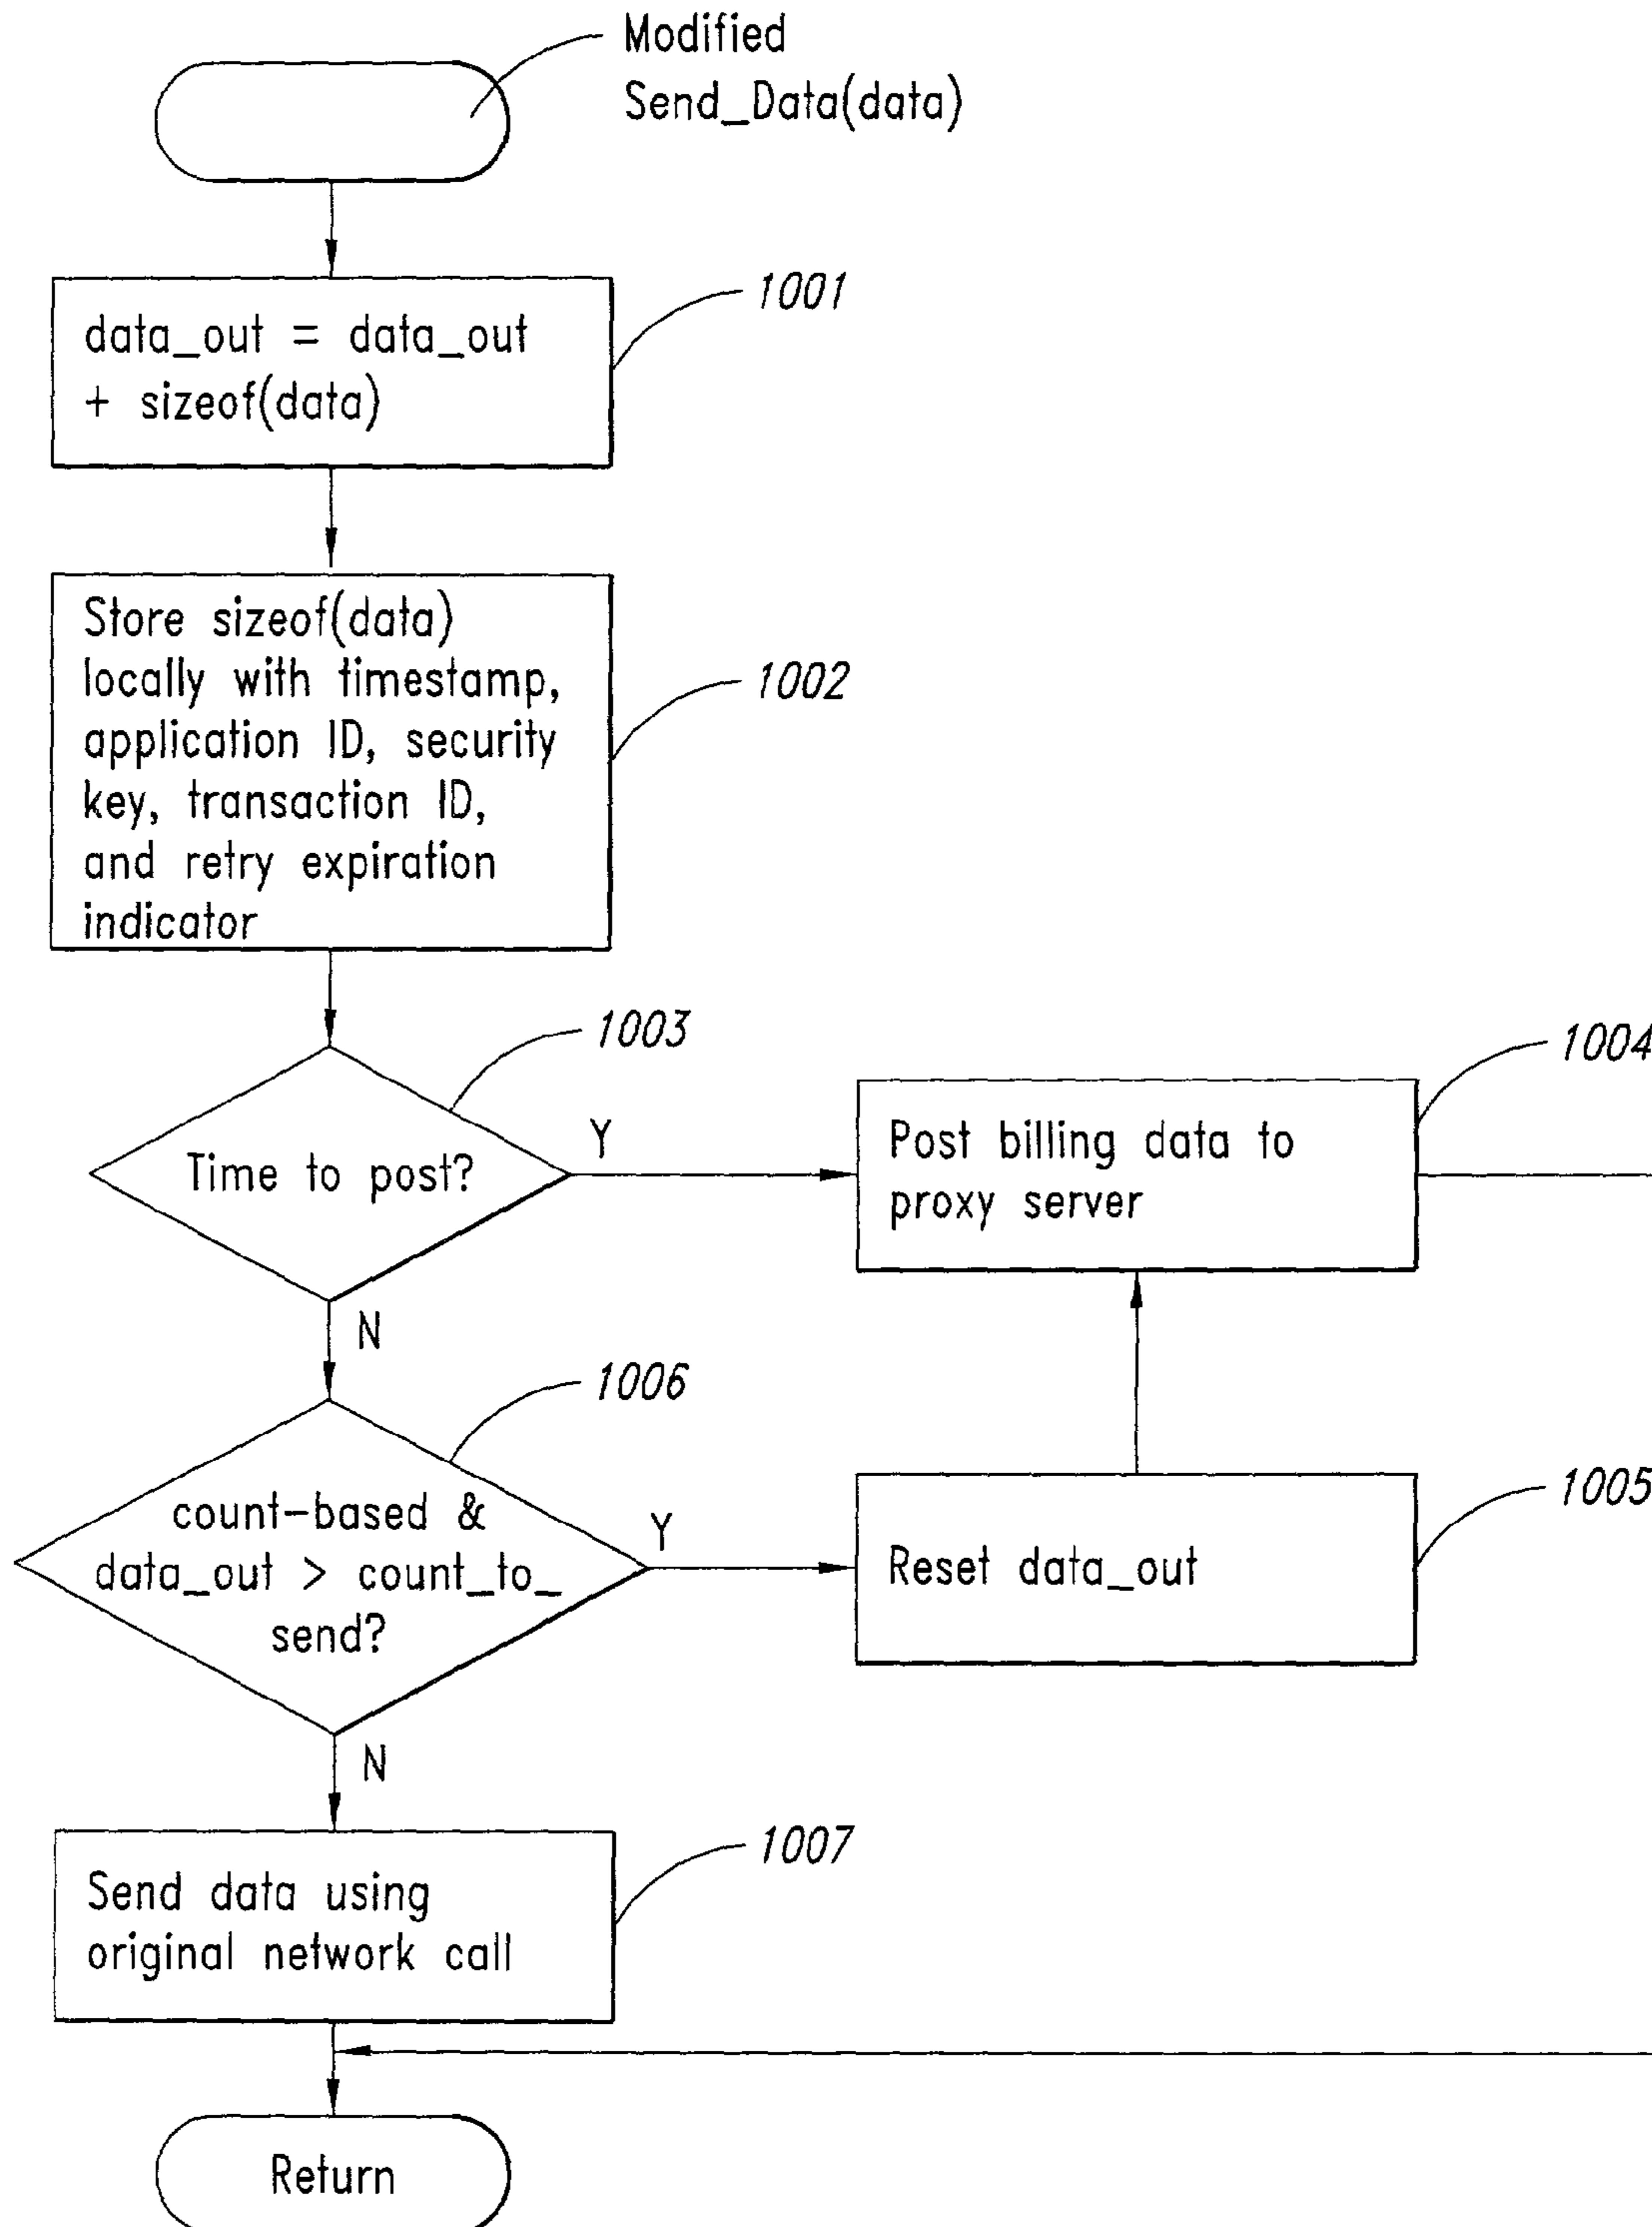 Modified
Send_Data(data)
1001
data_out = data_out
+ sizeof(data)
Store sizeof(data)
locally with timestamp,
application ID, security
key, transaction ID,
and retry expiration
indicator
1002
1003
Time to post?
Y
N
1004
Post billing data to
proxy server
1006
count-based &
data_out > count_to_
send?
Y
N
1005
Reset data_out
1007
Send data using
original network call
Return